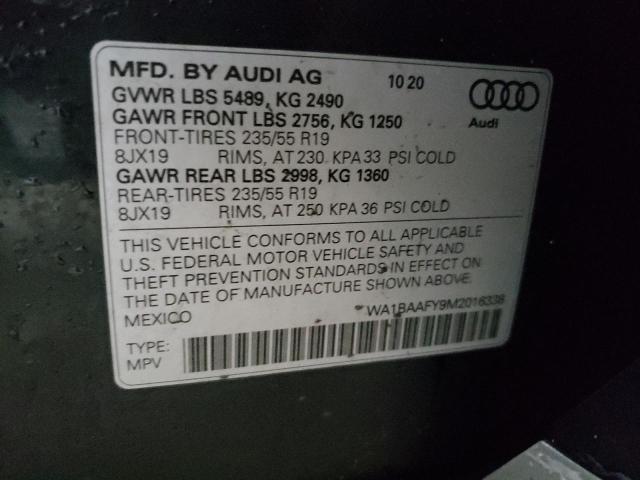 MFD. BY AUDI AG 10 20
GVWR LBS 5489, KG 2490
GAWR FRONT LBS 2756, KG 1250
Audi
FRONT-TIRES 235/55 R19
8JX19 RIMS, AT 230 KPA 33 PSI COLD
GAWR REAR LBS 2998, KG 1360
REAR-TIRES 235/55 R19
8JX19 RIMS, AT 250 KPA 36 PSI COLD
THIS VEHICLE CONFORMS TO ALL APPLICABLE
U.S. FEDERAL MOTOR VEHICLE SAFETY AND
THEFT PREVENTION STANDARDS IN EFFECT ON
THE DATE OF MANUFACTURE SHOWN ABOVE.
MEXICO WA1BAAFY9M2016338
TYPE:
MPV